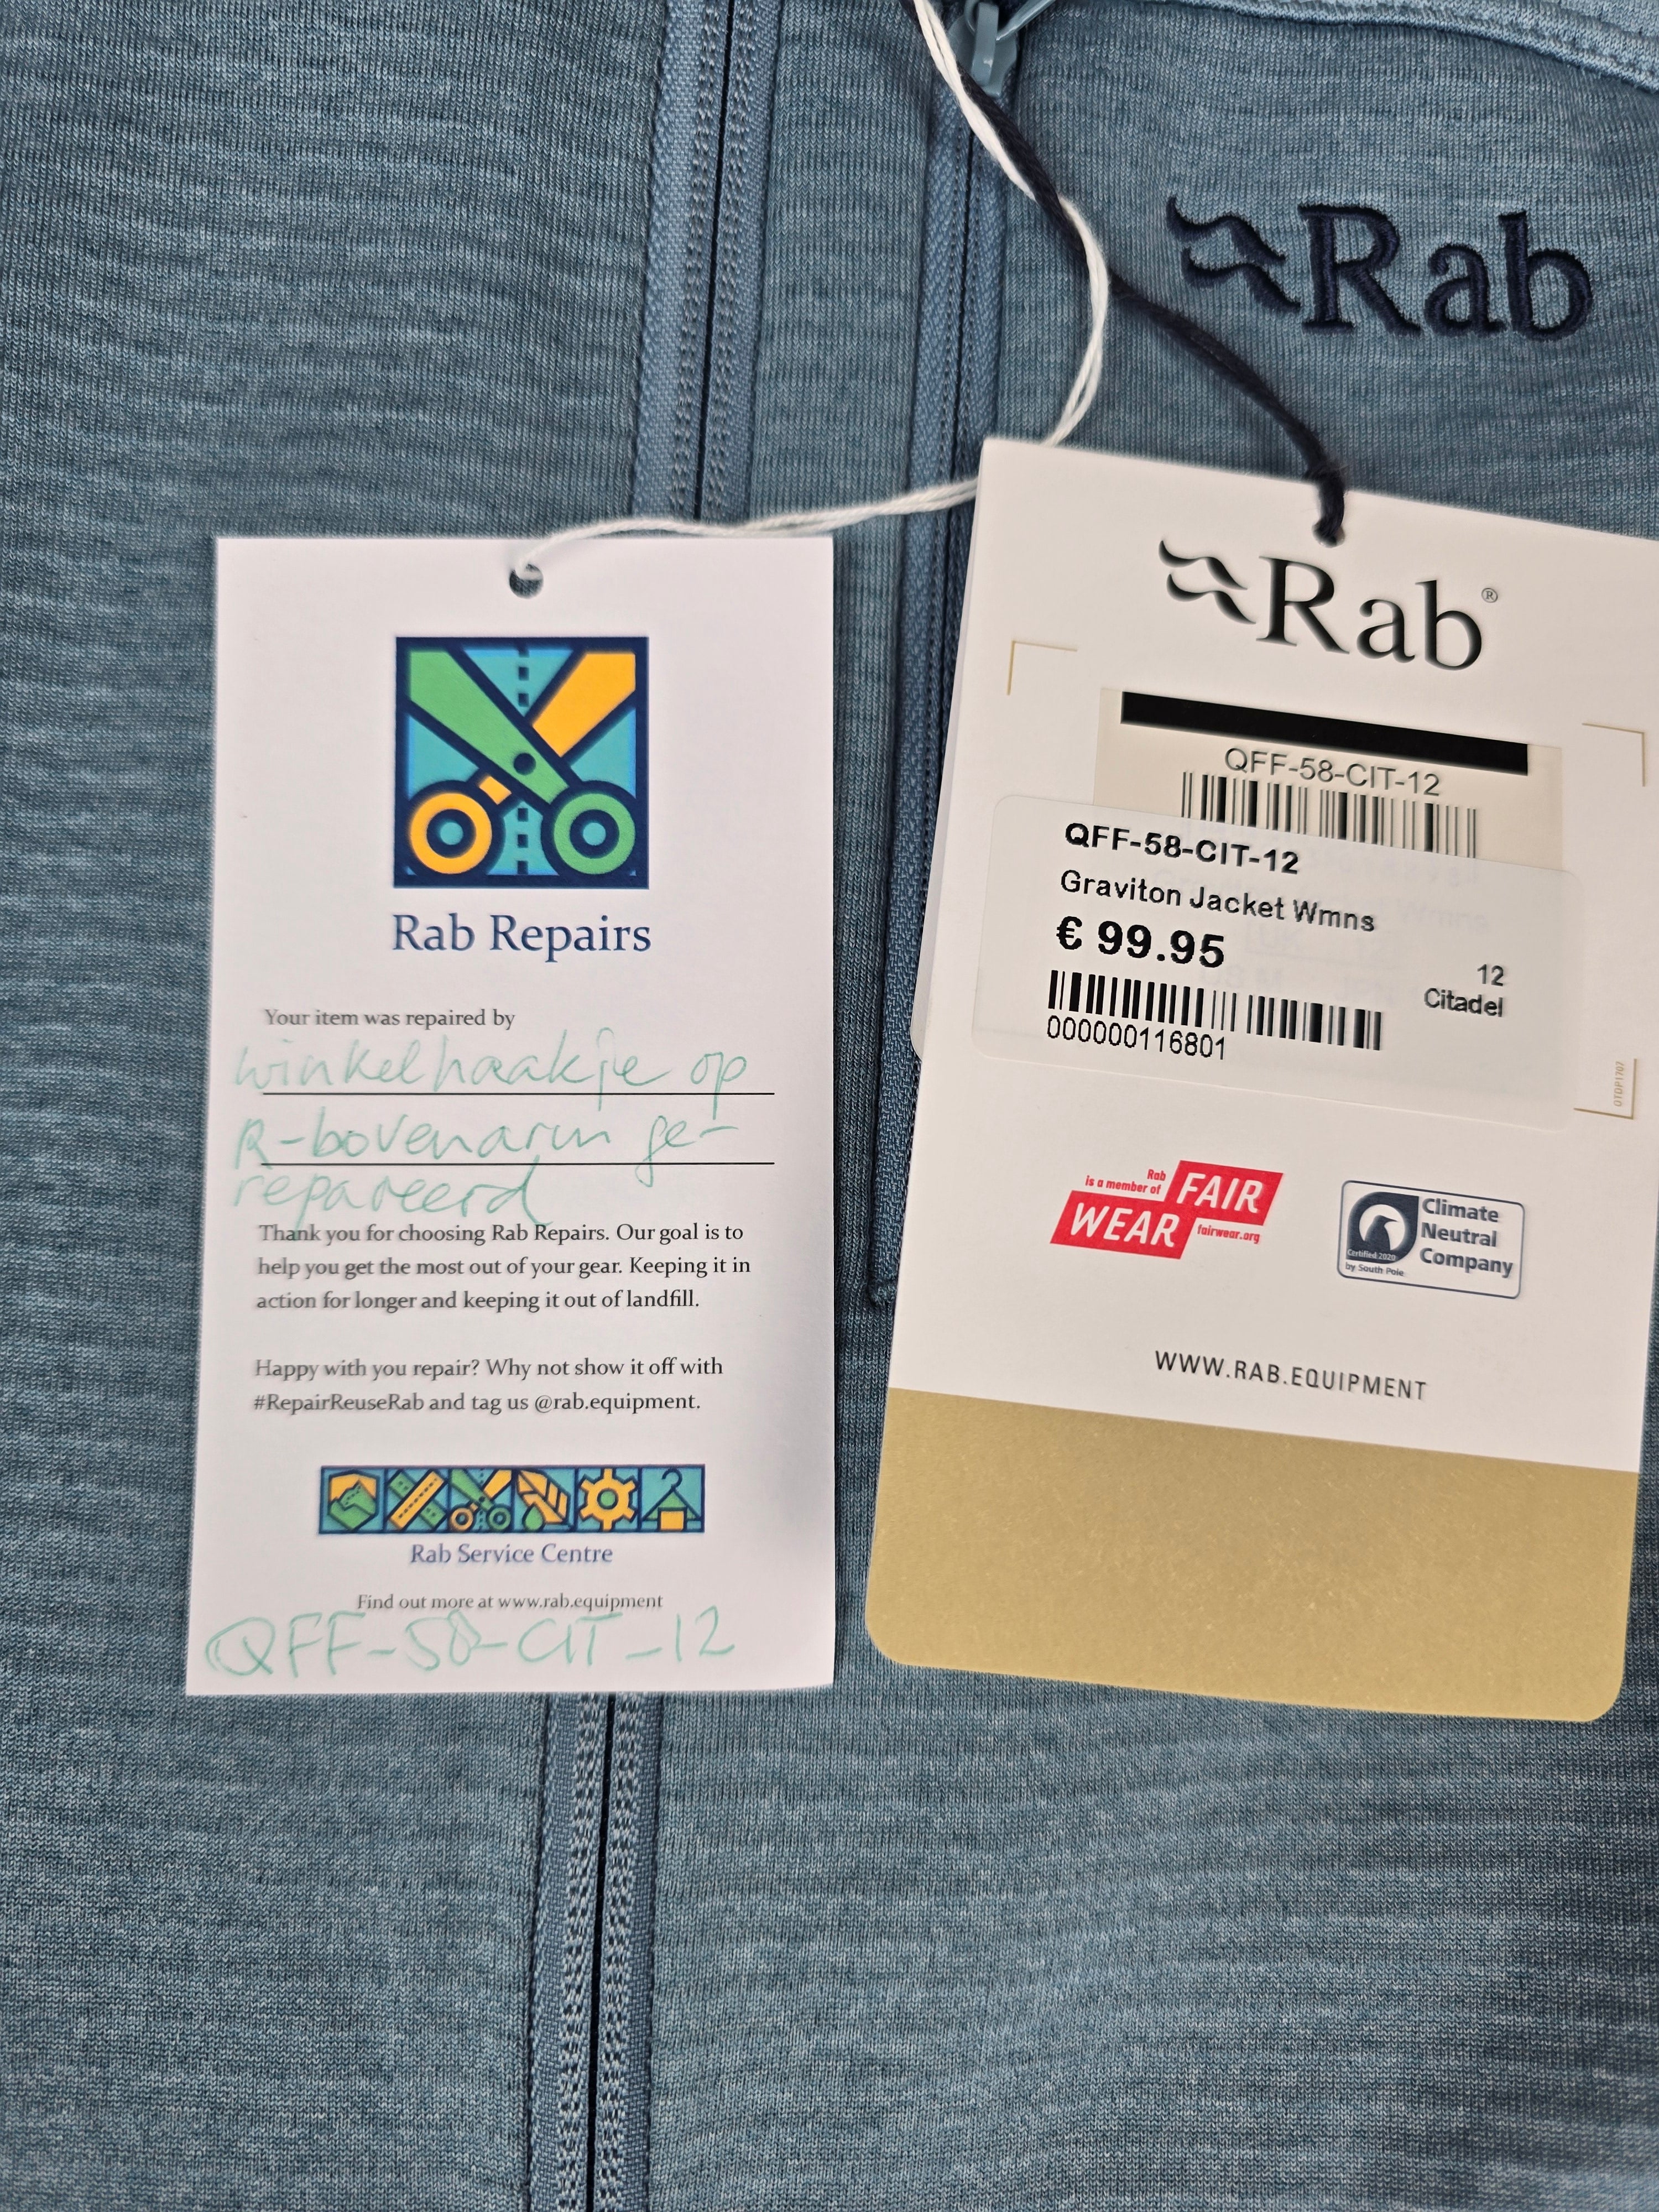 Rab
Rab Repairs
Your item was repaired by
winkelhaakje op
R-bovenarm ge-
repareerd
Thank you for choosing Rab Repairs. Our goal is to
help you get the most out of your gear. Keeping it in
action for longer and keeping it out of landfill.
Happy with you repair? Why not show it off with
#RepairReuseRab and tag us @rab.equipment.
Rab Service Centre
Find out more at www.rab.equipment
QFF-58-CIT-12
Rab®
QFF-58-CIT-12
QFF-58-CIT-12
Graviton Jacket Wmns
€ 99.95
12
Citadel
000000116801
OTDP1707
Rab
is a member of
FAIR
WEAR
fairwear.org
Climate
Neutral
Company
Certified 2020
by South Pole
WWW.RAB.EQUIPMENT